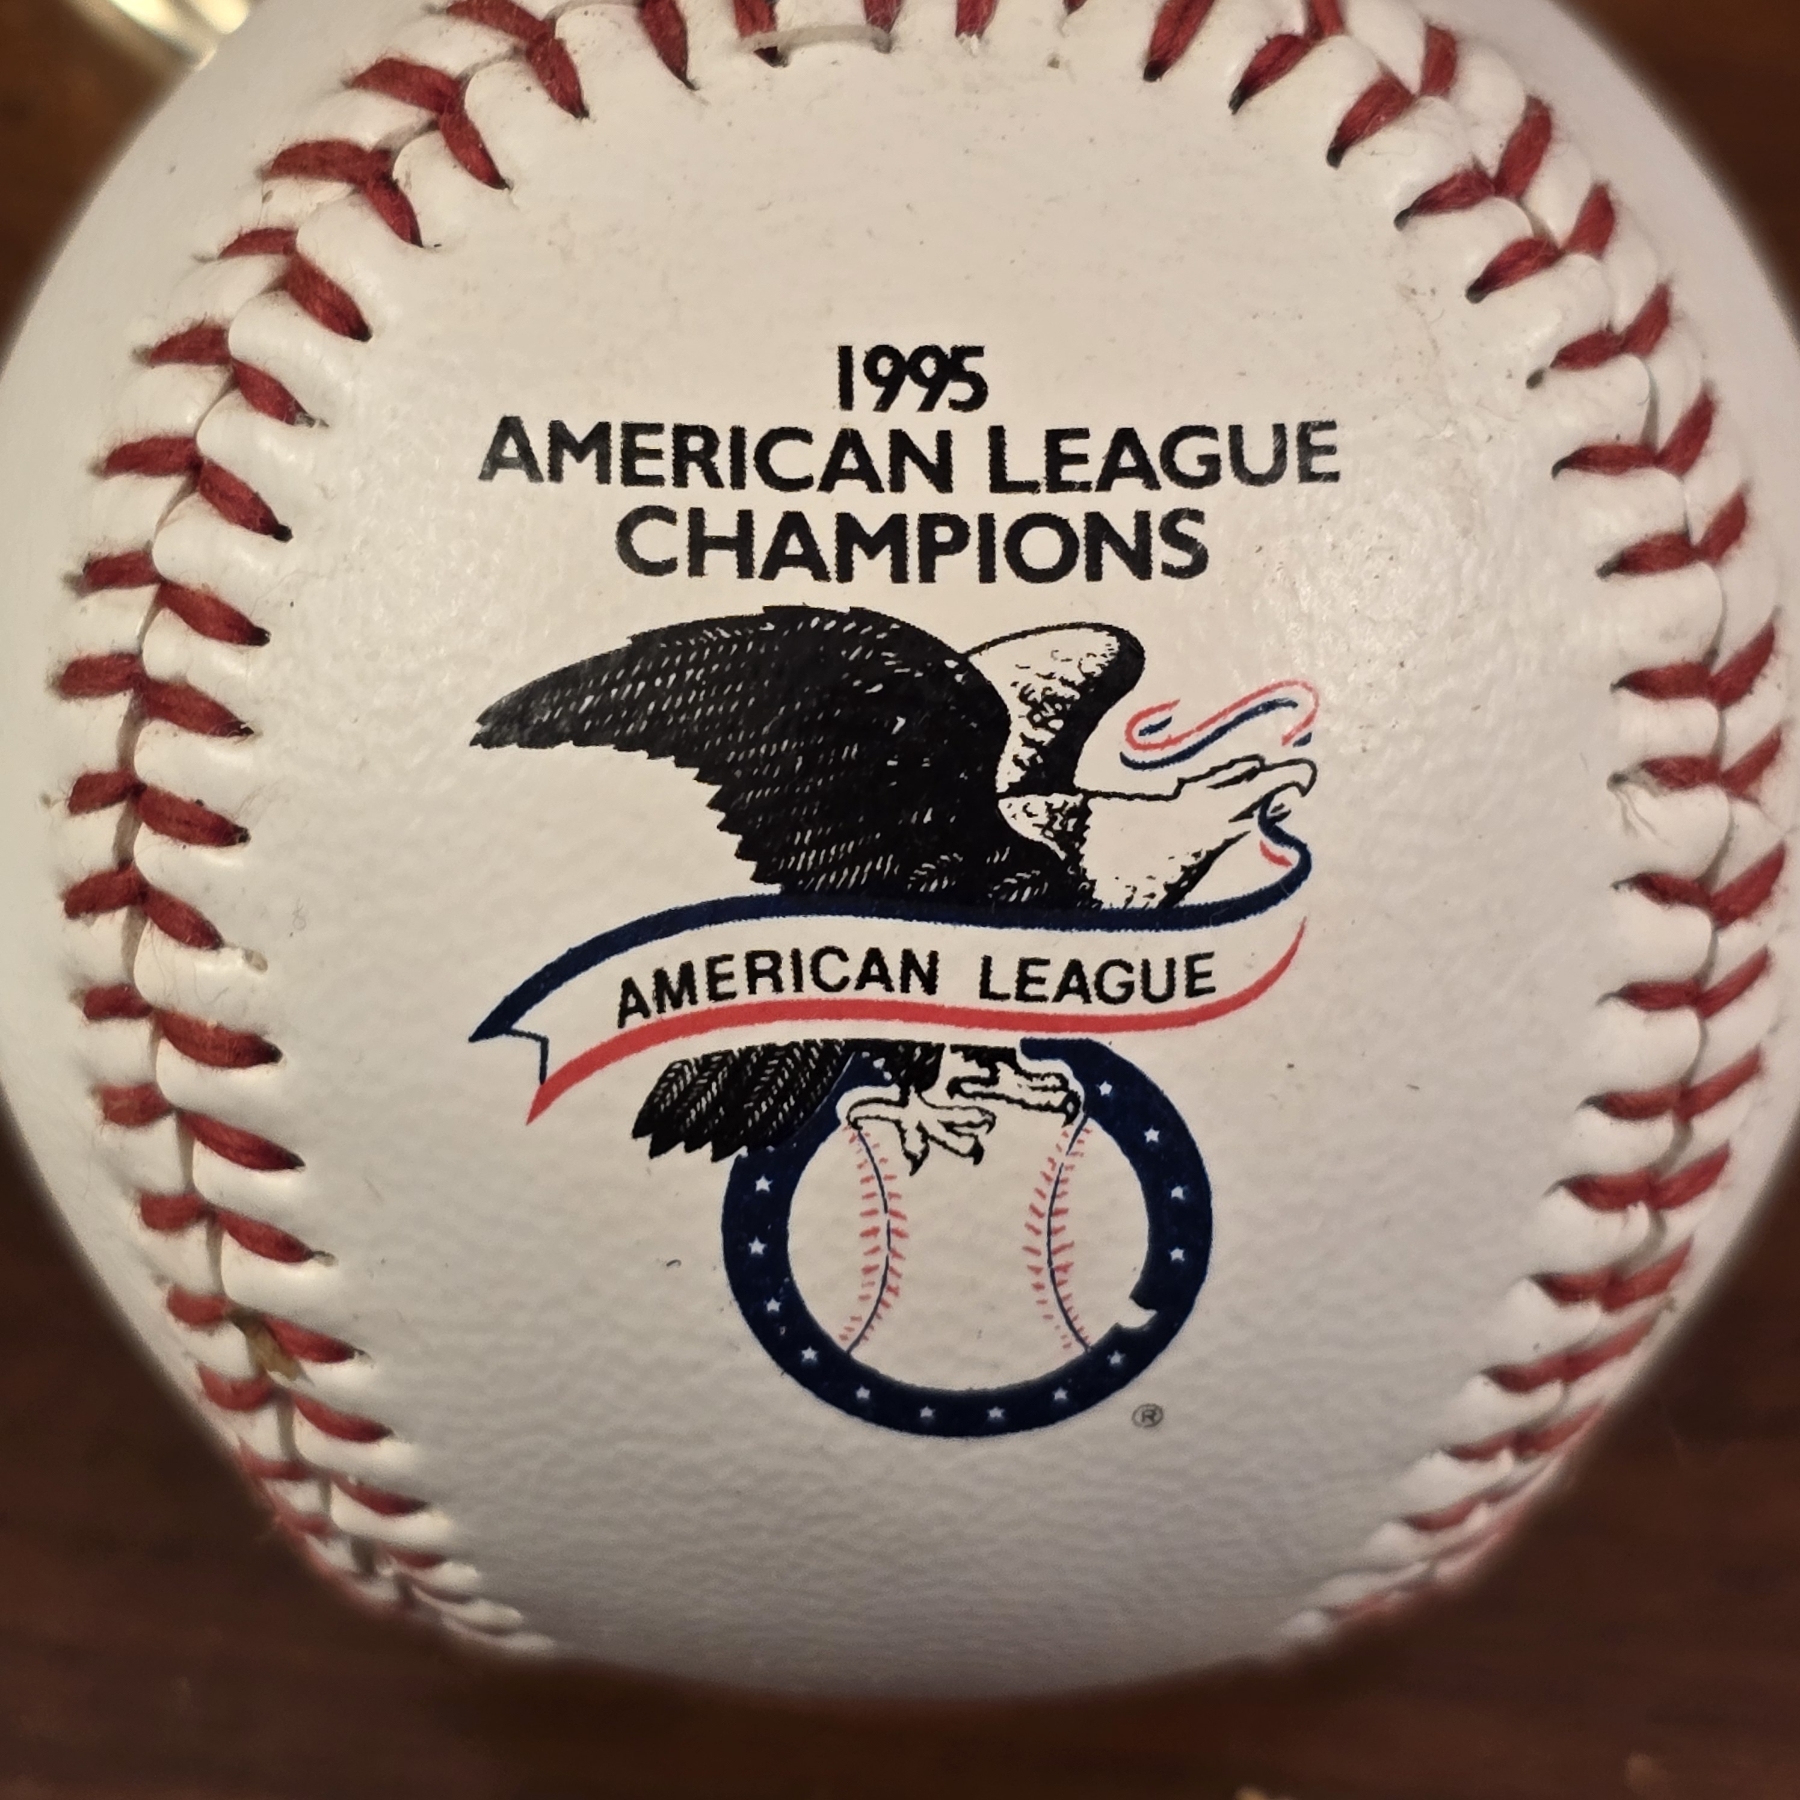 1995
AMERICAN LEAGUE
CHAMPIONS
AMERICAN LEAGUE
®